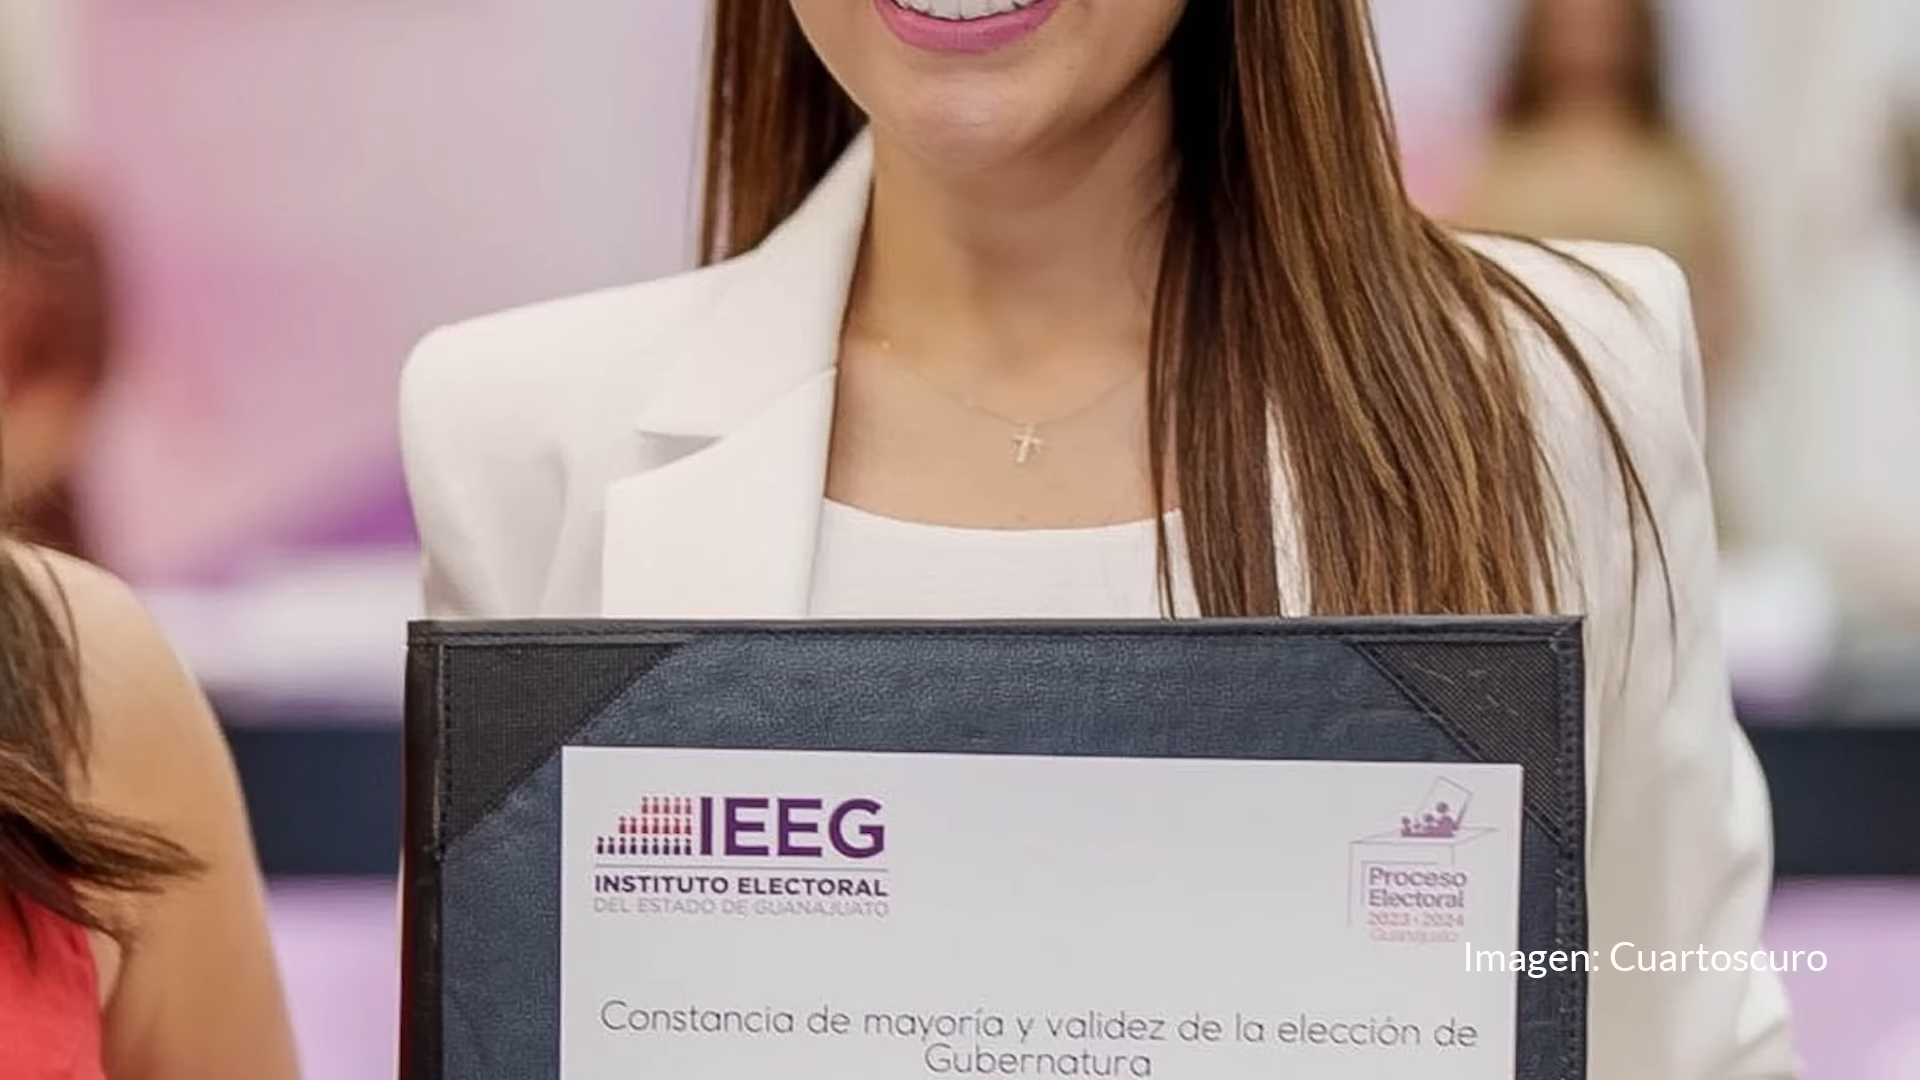 IEEG
INSTITUTO ELECTORAL
DEL ESTADO DE GUANAJUATO
Proceso
Electoral
2023 - 2024
Guanajuato
Imagen: Cuartoscuro
Constancia de mayoría y validez de la elección de
Gubernatura